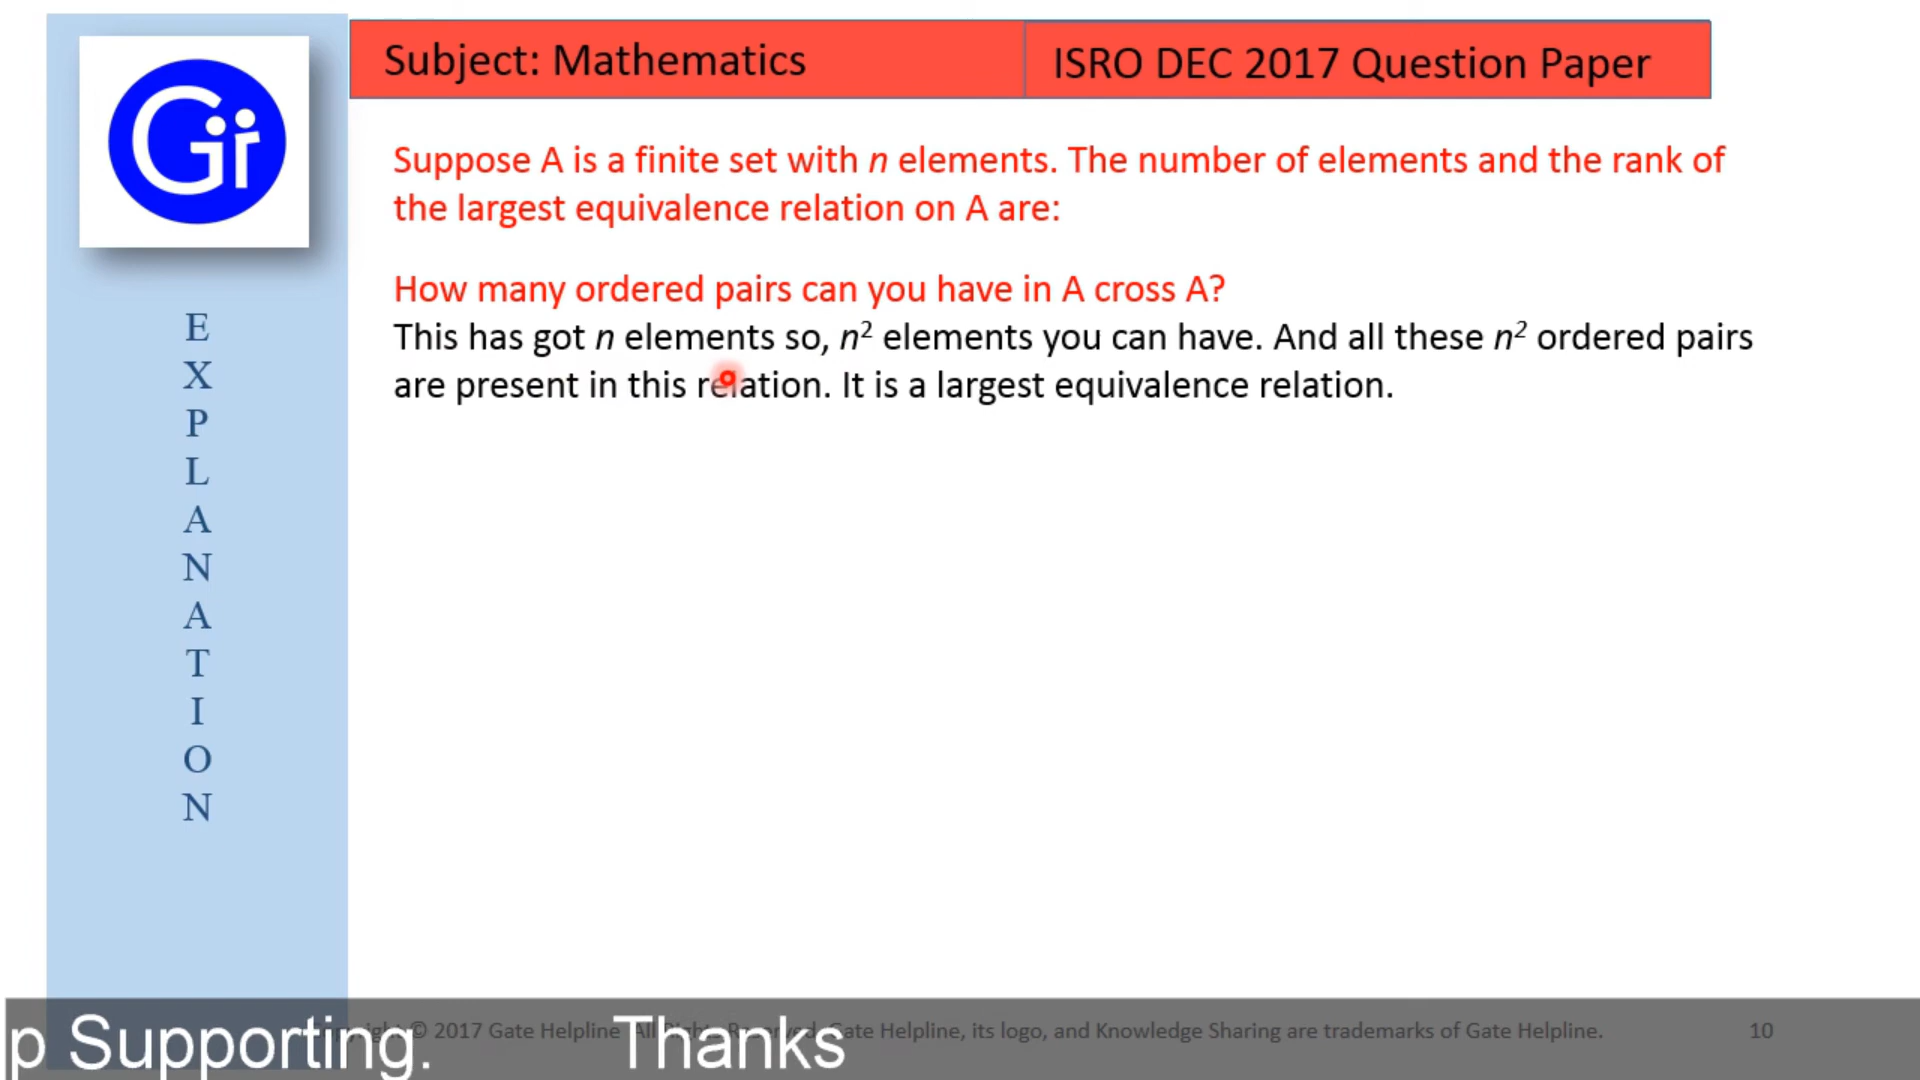 Gi
Subject: Mathematics
ISRO DEC 2017 Question Paper
Suppose A is a finite set with n elements. The number of elements and the rank of
the largest equivalence relation on A are:
How many ordered pairs can you have in A cross A?
This has got n elements so, n² elements you can have. And all these n² ordered pairs
are present in this relation. It is a largest equivalence relation.
E
X
P
L
A
N
A
T
I
O
N
© 2017 Gate Helpline All Rights Reserved. Gate Helpline, its logo, and Knowledge Sharing are trademarks of Gate Helpline.
10
p Supporting. Thanks